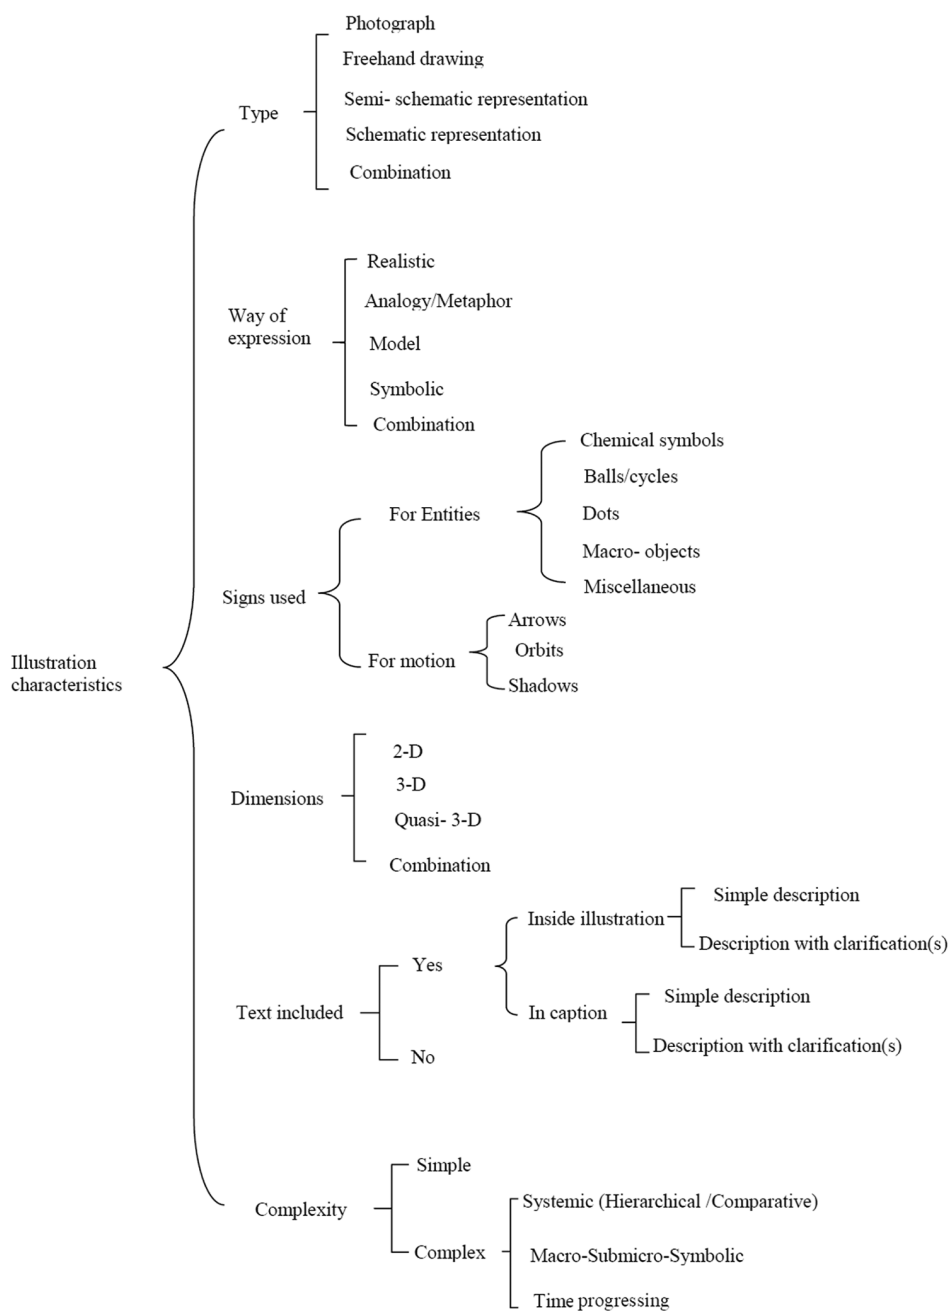 Photograph
Freehand drawing
Semi- schematic representation
Type
Schematic representation
Combination
Realistic
Analogy/Metaphor
Way of
expression
Model
Symbolic
Combination
Chemical symbols
Balls/cycles
For Entities
Dots
Macro- objects
Miscellaneous
Signs used
Arrows
For motion
Orbits
Shadows
Illustration
characteristics
2-D
3-D
Dimensions
Quasi- 3-D
Combination
Simple description
Inside illustration
Description with clarification(s)
Yes
Simple description
Text included
In caption
Description with clarification(s)
No
Simple
Complexity
Systemic (Hierarchical /Comparative)
Complex
Macro-Submicro-Symbolic
Time progressing